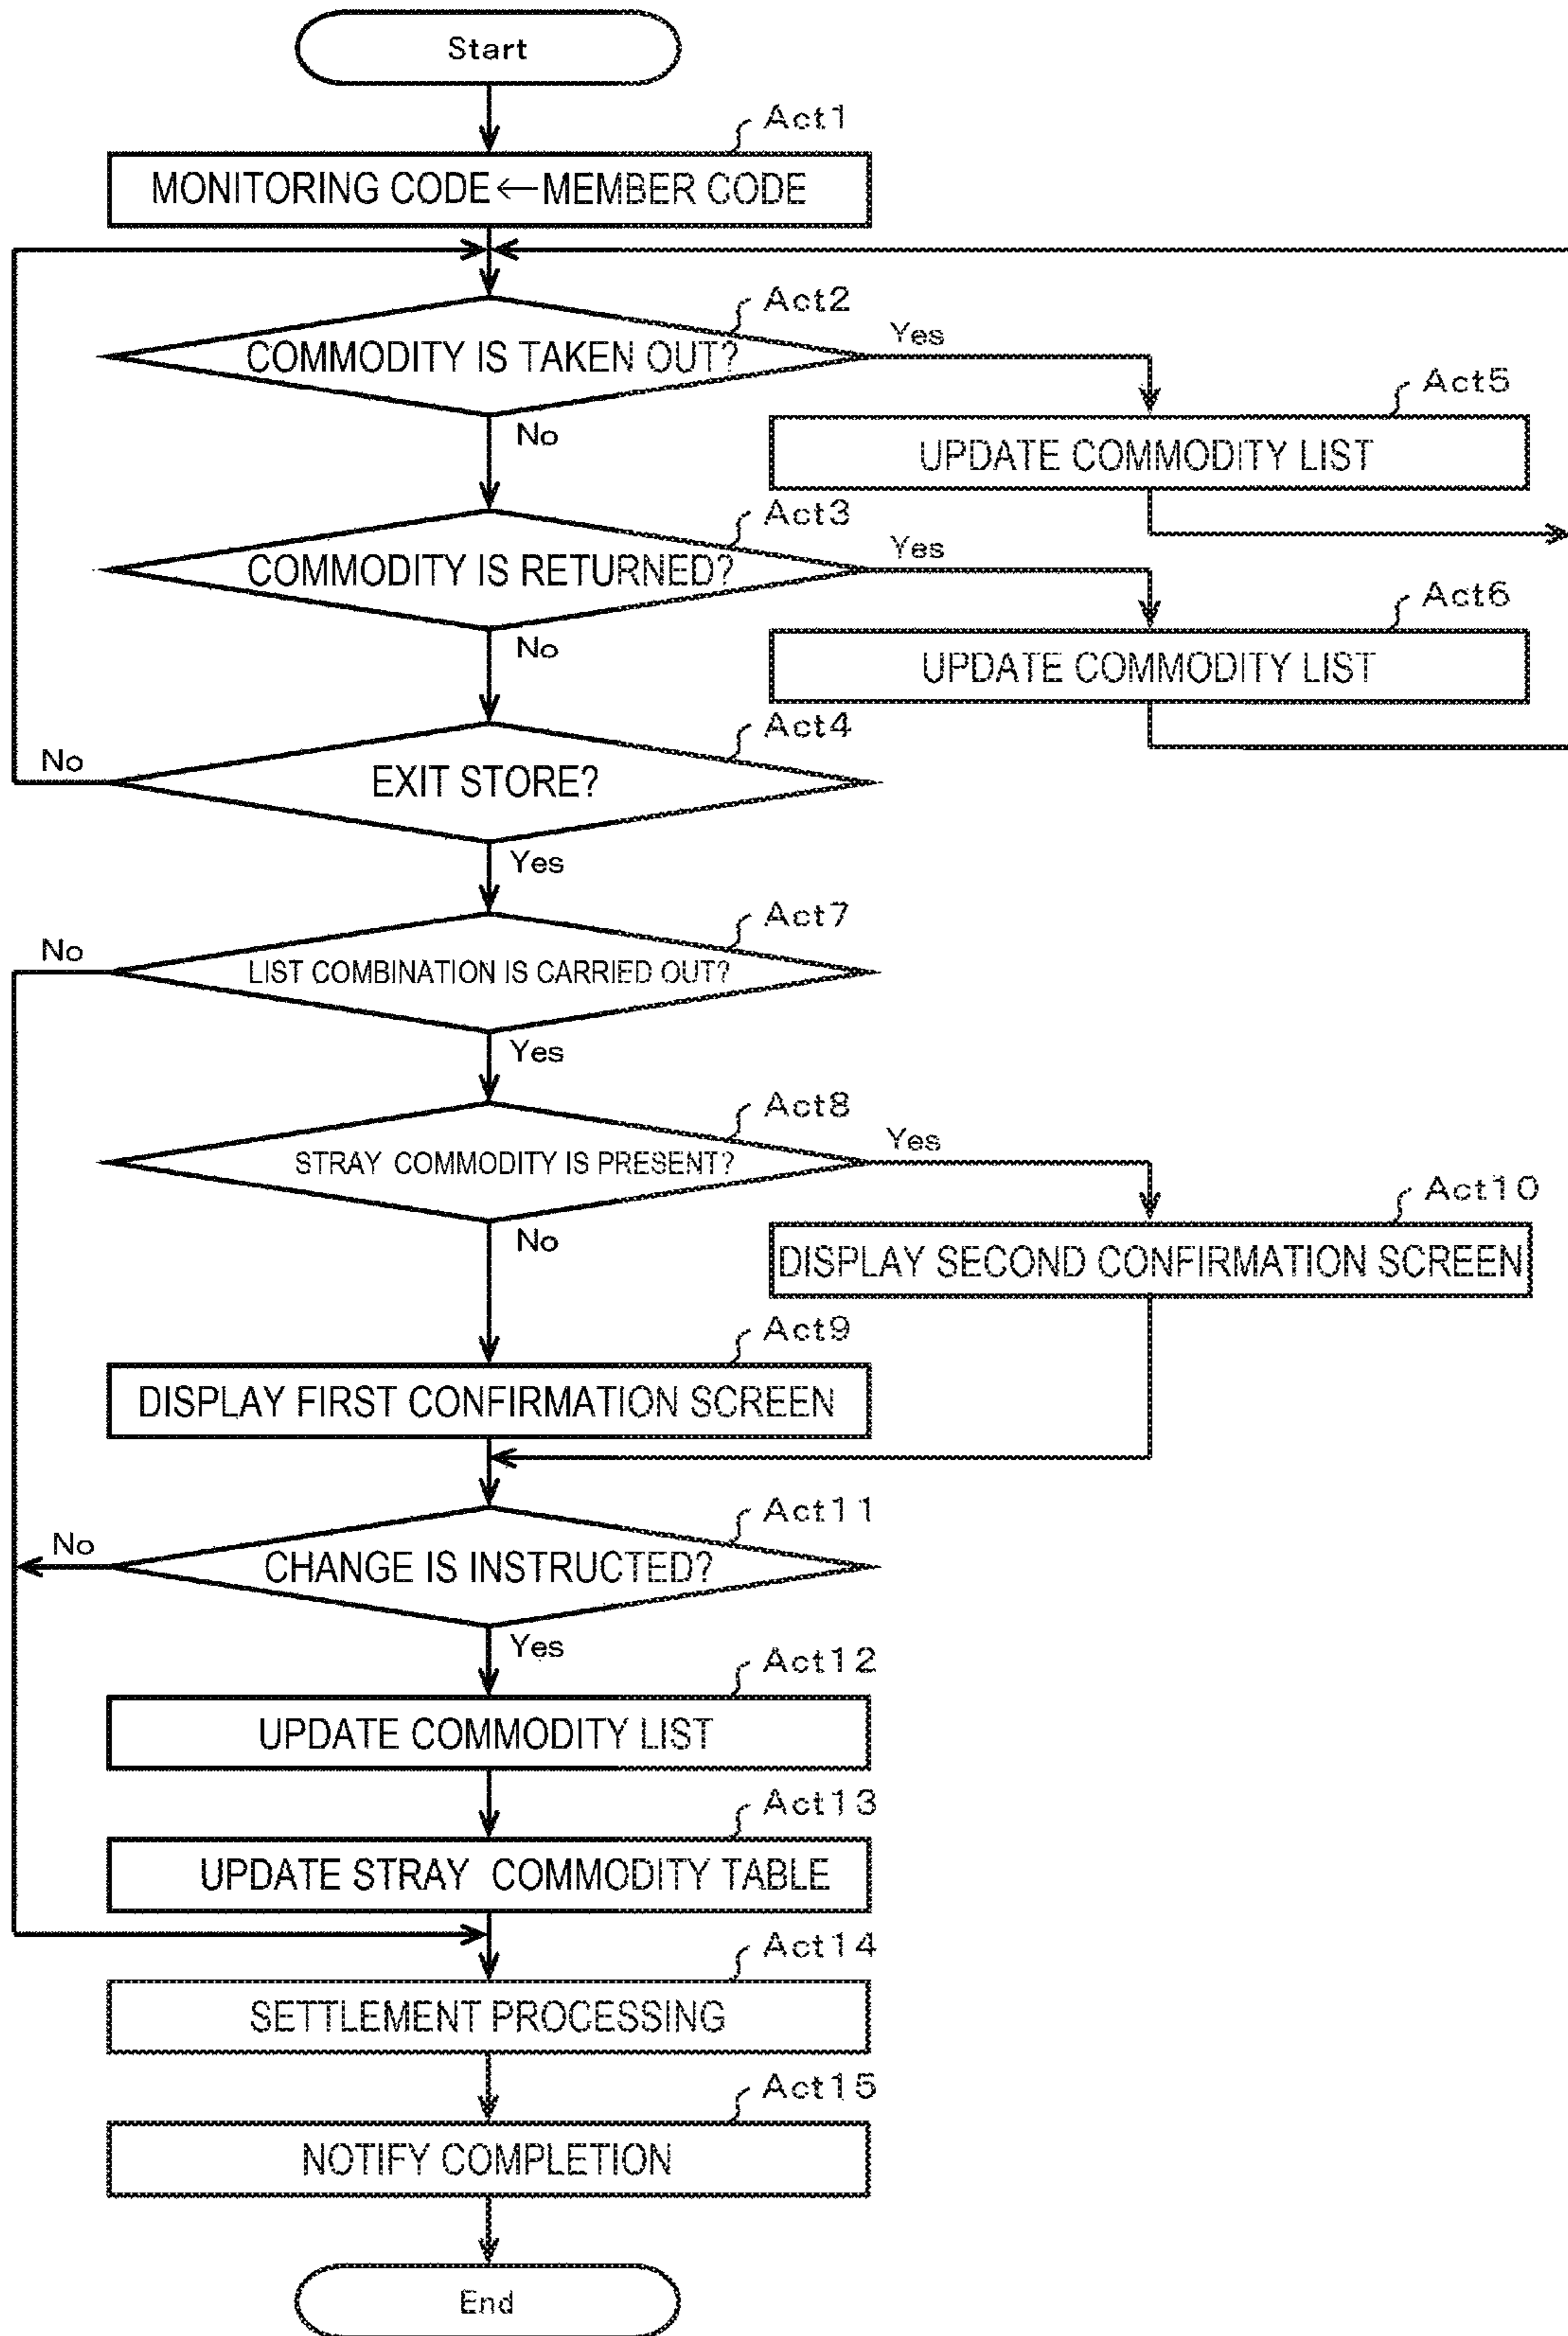 Start
Act1
MONITORING CODE←MEMBER CODE
Act2
COMMODITY IS TAKEN OUT?
Yes
No
Act5
UPDATE COMMODITY LIST
Act3
COMMODITY IS RETURNED?
Yes
No
Act6
UPDATE COMMODITY LIST
Act4
EXIT STORE?
No
Yes
Act7
LIST COMBINATION IS CARRIED OUT?
No
Yes
Act8
STRAY COMMODITY IS PRESENT?
Yes
No
Act10
DISPLAY SECOND CONFIRMATION SCREEN
Act9
DISPLAY FIRST CONFIRMATION SCREEN
Act11
CHANGE IS INSTRUCTED?
No
Yes
Act12
UPDATE COMMODITY LIST
Act13
UPDATE STRAY COMMODITY TABLE
Act14
SETTLEMENT PROCESSING
Act15
NOTIFY COMPLETION
End